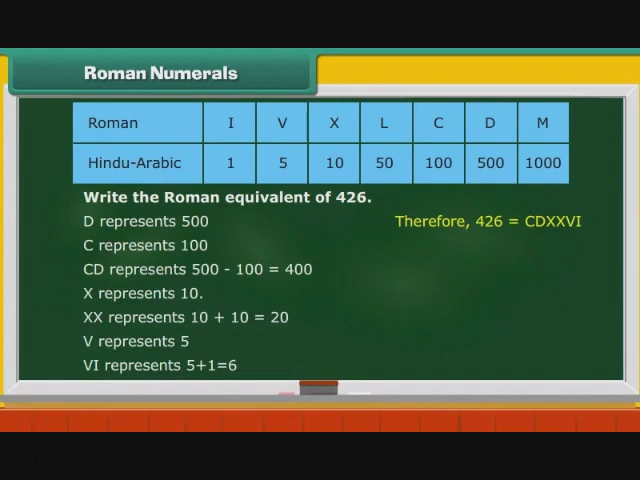 Roman Numerals
Roman I V X L C D M
Hindu-Arabic 1 5 10 50 100 500 1000
Write the Roman equivalent of 426.
D represents 500
Therefore, 426 = CDXXVI
C represents 100
CD represents 500 - 100 = 400
X represents 10.
XX represents 10 + 10 = 20
V represents 5
VI represents 5+1=6